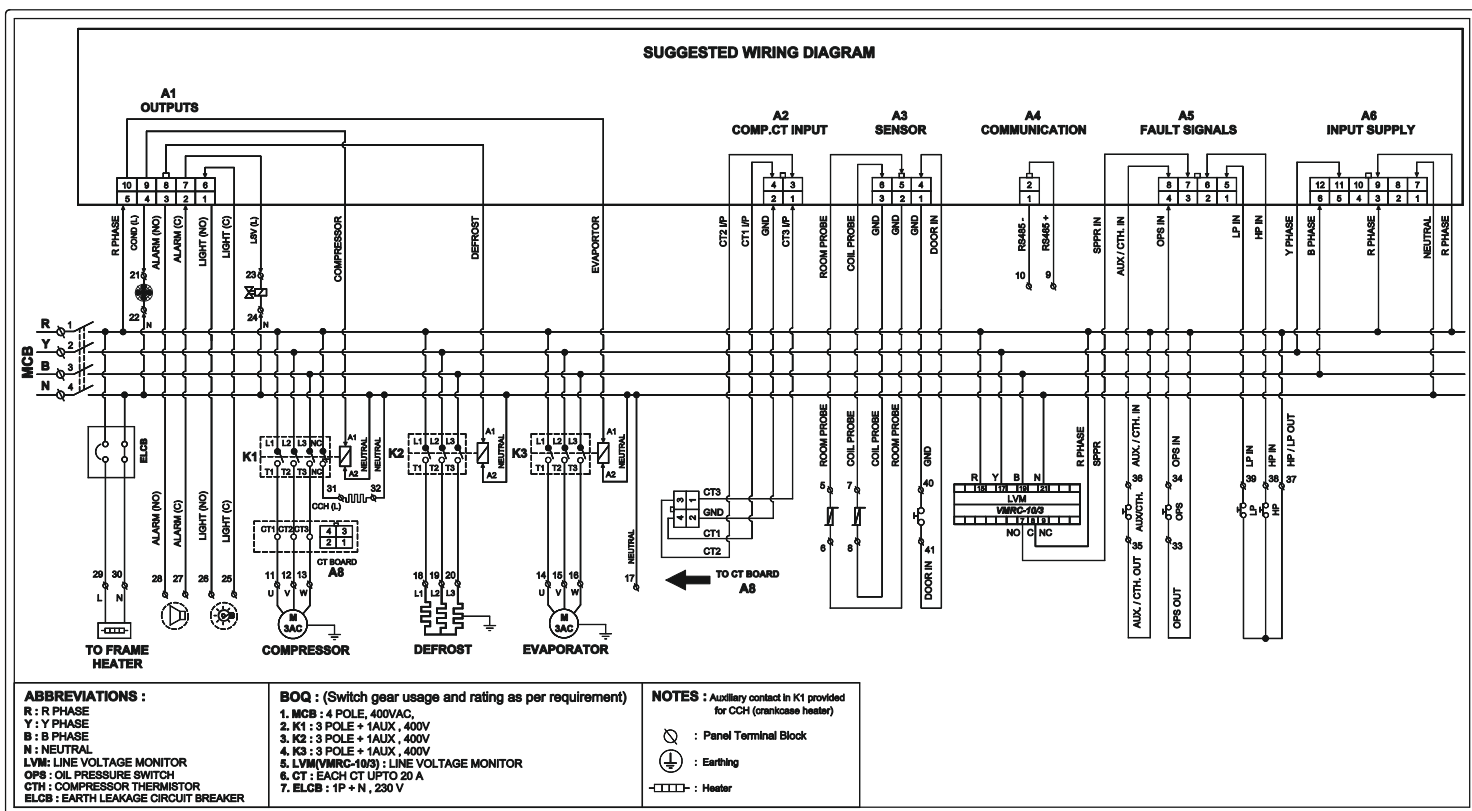 SUGGESTED WIRING DIAGRAM
A1
OUTPUTS
A2
COMP.CT INPUT
A3
SENSOR
A4
COMMUNICATION
A5
FAULT SIGNALS
A6
INPUT SUPPLY
10 9 8 7 6
5 4 3 2 1
4 3
2 1
6 5 4
3 2 1
2
1
8 7 6 5
4 3 2 1
12 11 10 9 8 7
6 5 4 3 2 1
R PHASE
COND (L)
ALARM (NO)
ALARM (C)
LIGHT (NO)
LIGHT (C)
LSV (L)
COMPRESSOR
DEFROST
EVAPORTOR
CT2 I/P
CT1 I/P
GND
CT3 I/P
ROOM PROBE
COIL PROBE
GND
GND
DOOR IN
RS485 -
RS485 +
SPPR IN
AUX / CTH. IN
OPS IN
LP IN
HP IN
Y PHASE
B PHASE
R PHASE
NEUTRAL
R PHASE
21
22
N
23
24
N
10
9
MCB
R 1
Y 2
B 3
N 4
ELCB
K1
L1 L2 L3 NC
T1 T2 T3 NC
A1
A2
NEUTRAL
NEUTRAL
31
32
CCH (L)
CT1 CT2 CT3
4 3
2 1
CT BOARD
A8
K2
L1 L2 L3
T1 T2 T3
A1
A2
NEUTRAL
K3
L1 L2 L3
T1 T2 T3
A1
A2
NEUTRAL
NEUTRAL
17
3 1
4 2
CT3
GND
CT1
CT2
TO CT BOARD
A8
ROOM PROBE
COIL PROBE
COIL PROBE
ROOM PROBE
GND
5
6
7
8
40
41
DOOR IN
R Y B N
15 17 19 21
LVM
VMRC-10/3
7 8 9
NO C NC
R PHASE
SPPR
AUX. / CTH. IN
36
AUX/CTH.
35
AUX. / CTH. OUT
OPS IN
34
OPS
33
OPS OUT
LP IN
HP IN
HP / LP OUT
39
38
37
LP
HP
29
30
L
N
TO FRAME
HEATER
ALARM (NO)
ALARM (C)
LIGHT (NO)
LIGHT (C)
28
27
26
25
11 12 13
U V W
M
3AC
COMPRESSOR
18 19 20
L1 L2 L3
DEFROST
14 15 16
U V W
M
3AC
EVAPORATOR
ABBREVIATIONS :
R : R PHASE
Y : Y PHASE
B : B PHASE
N : NEUTRAL
LVM: LINE VOLTAGE MONITOR
OPS : OIL PRESSURE SWITCH
CTH : COMPRESSOR THERMISTOR
ELCB : EARTH LEAKAGE CIRCUIT BREAKER
BOQ : (Switch gear usage and rating as per requirement)
1. MCB : 4 POLE, 400VAC,
2. K1 : 3 POLE + 1AUX , 400V
3. K2 : 3 POLE + 1AUX , 400V
4. K3 : 3 POLE + 1AUX , 400V
5. LVM(VMRC-10/3) : LINE VOLTAGE MONITOR
6. CT : EACH CT UPTO 20 A
7. ELCB : 1P + N , 230 V
NOTES : Auxiliary contact in K1 provided
for CCH (crankcase heater)
: Panel Terminal Block
: Earthing
: Heater